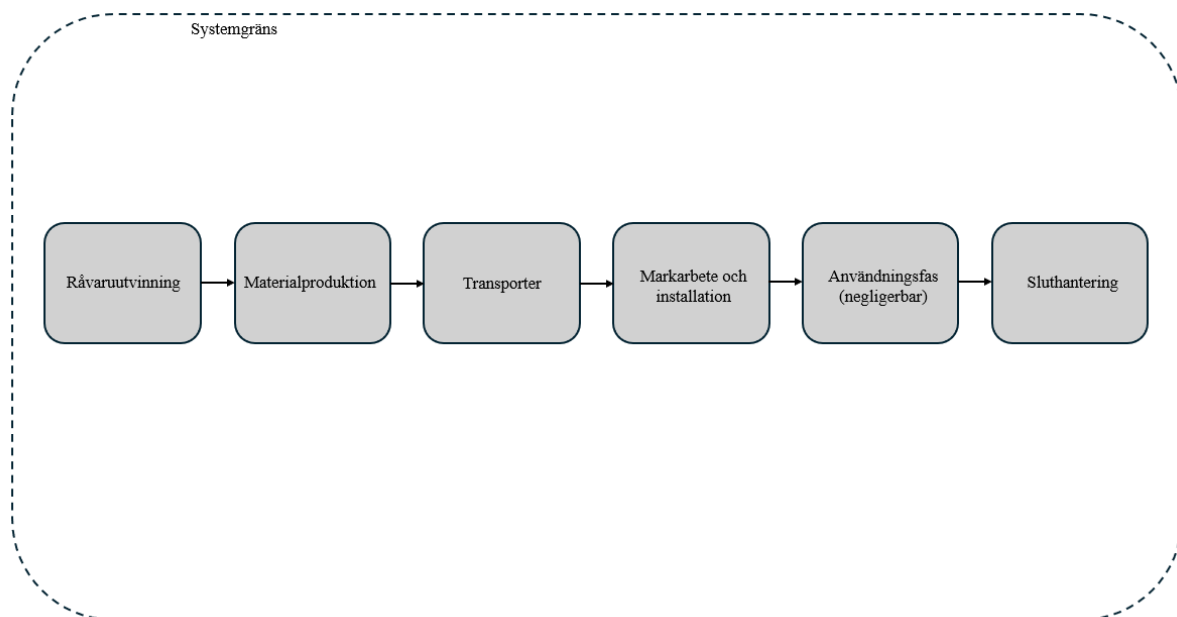 Systemgräns
Råvaruutvinning
Materialproduktion
Transporter
Markarbete och
installation
Användningsfas
(negligerbar)
Sluthantering